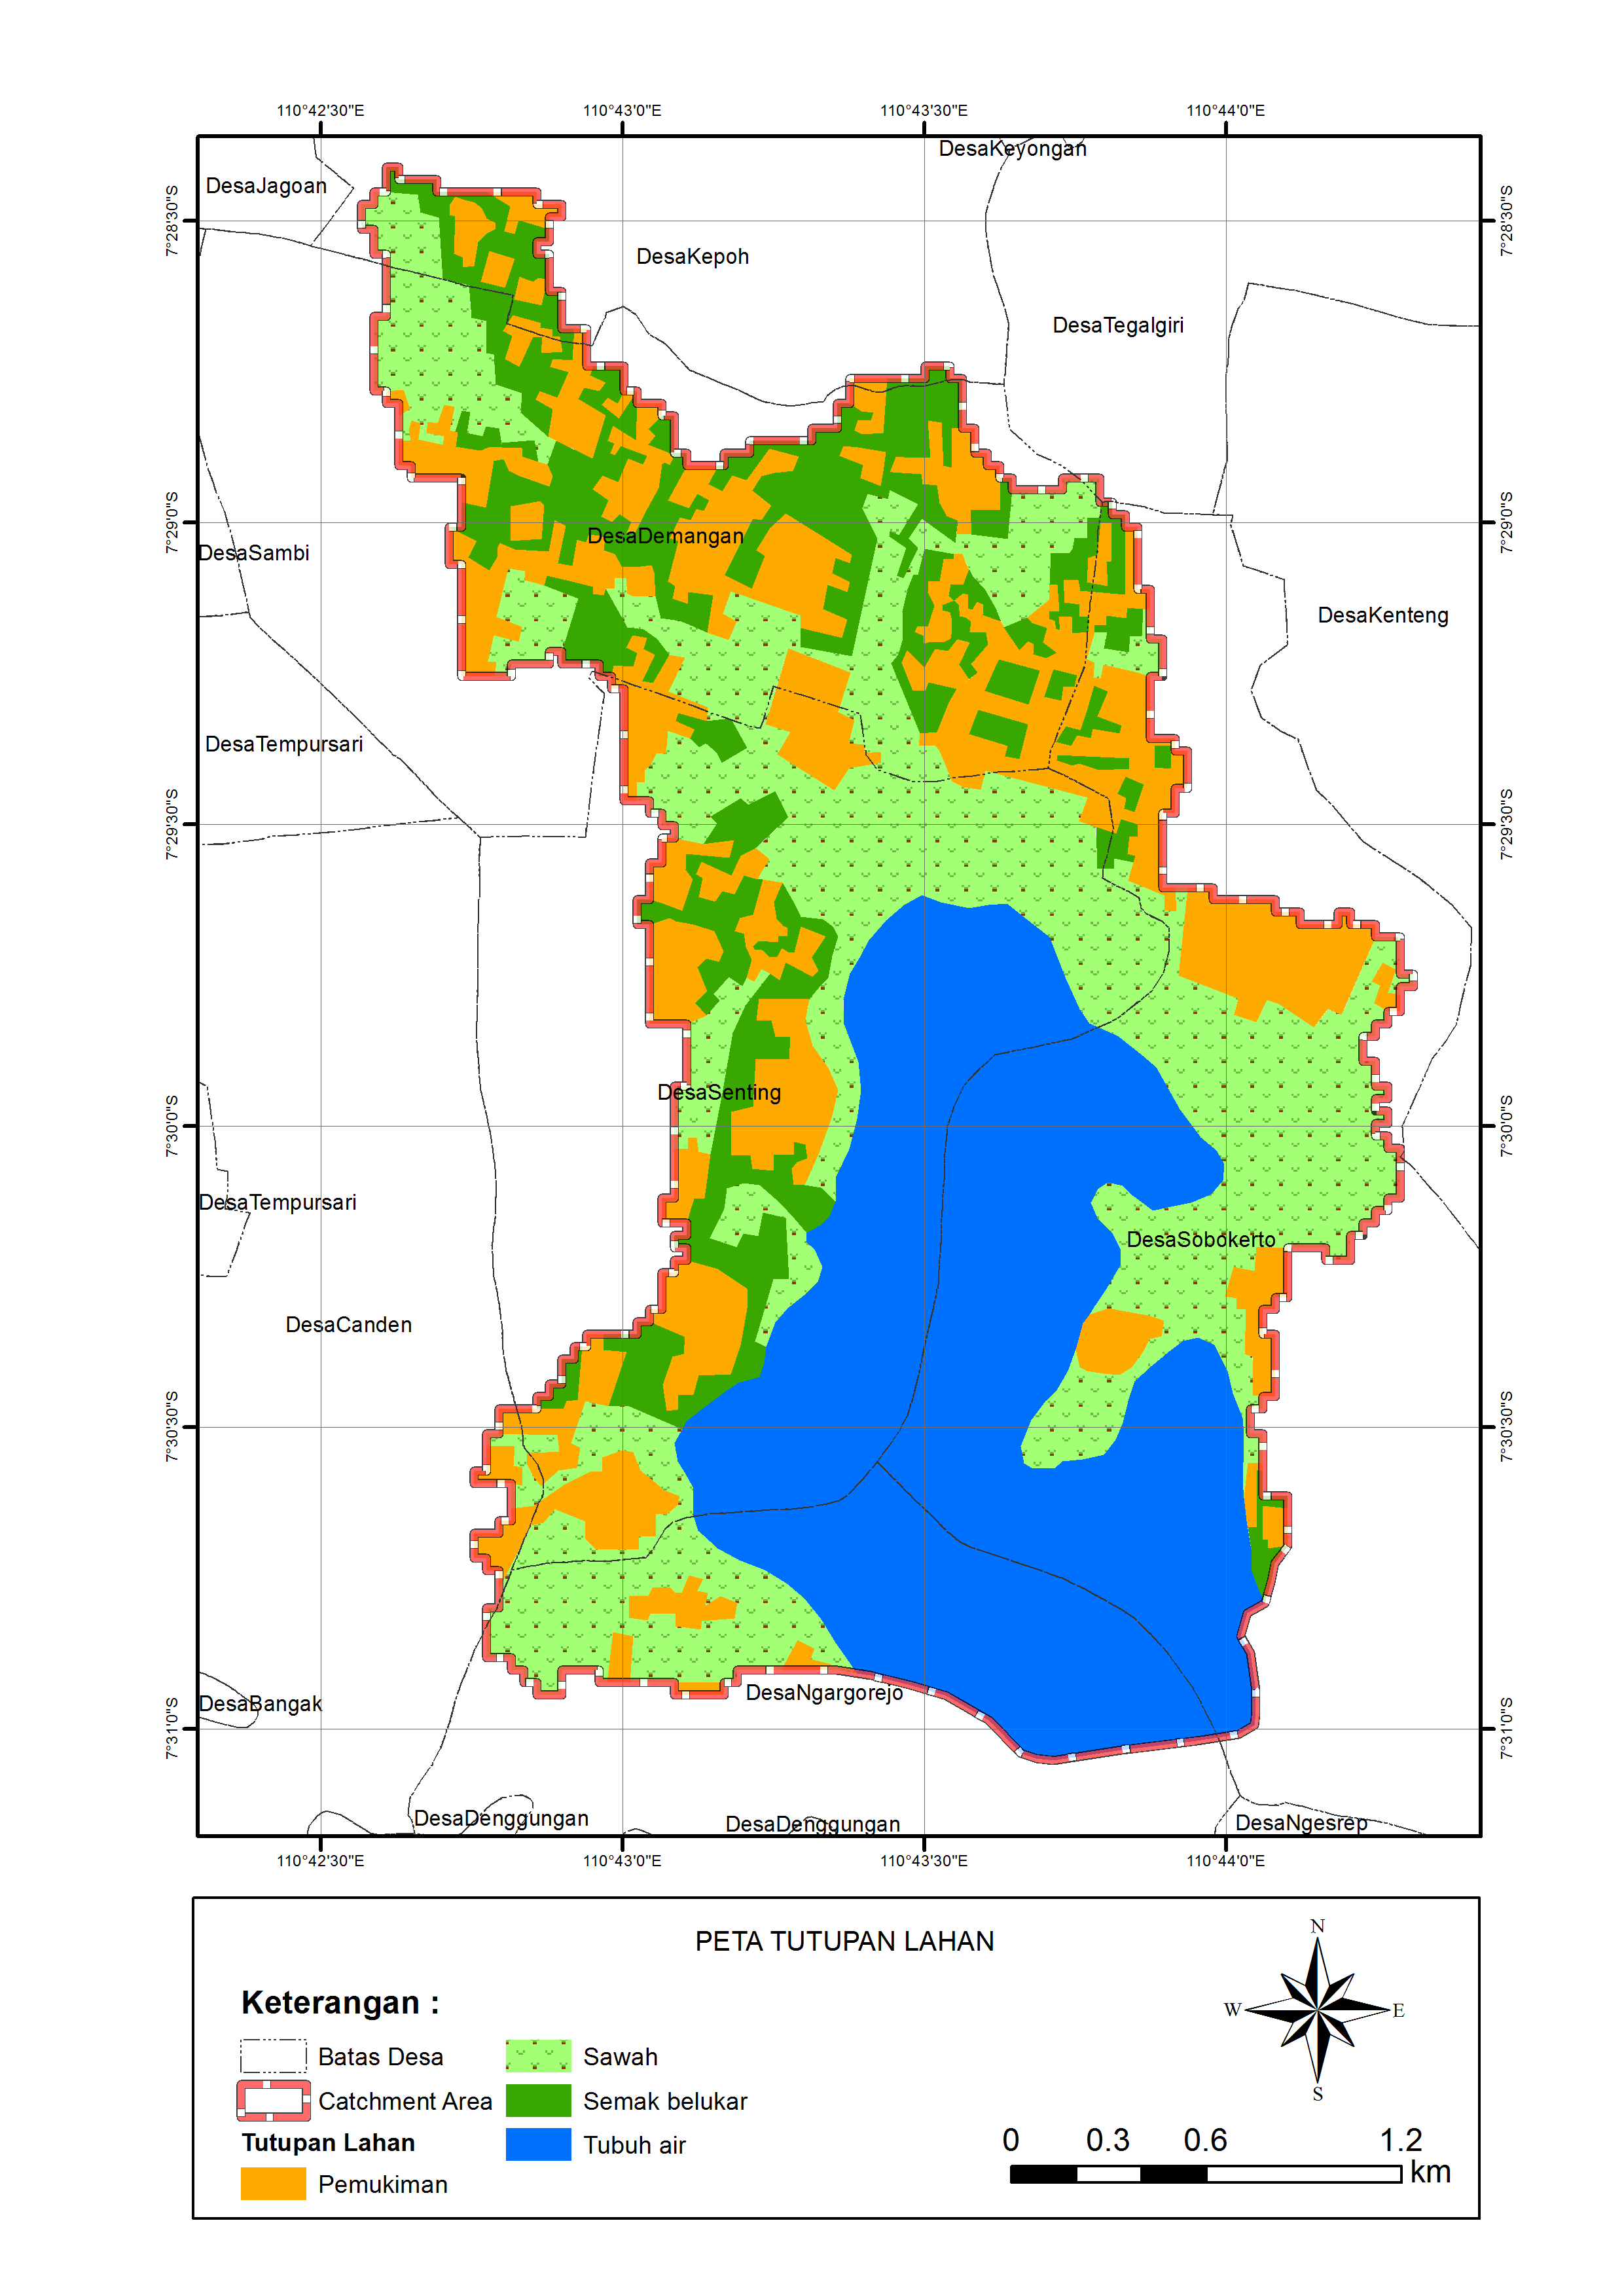 110°42'30"E 110°43'0"E 110°43'30"E 110°44'0"E
DesaKeyongan
DesaJagoan
7°28'30"S 7°28'30"S
DesaKepoh
DesaTegalgiri
7°29'0"S 7°29'0"S
DesaDemangan
DesaSambi
DesaKenteng
DesaTempursari
7°29'30"S 7°29'30"S
DesaSenting
7°30'0"S 7°30'0"S
DesaTempursari
DesaSobokerto
DesaCanden
7°30'30"S 7°30'30"S
DesaNgargorejo
DesaBangak
7°31'0"S 7°31'0"S
DesaDenggungan
DesaDenggungan
DesaNgesrep
110°42'30"E 110°43'0"E 110°43'30"E 110°44'0"E
PETA TUTUPAN LAHAN
N
W E
S
Keterangan :
Batas Desa
Catchment Area
Tutupan Lahan
Pemukiman
Sawah
Semak belukar
Tubuh air
0 0.3 0.6 1.2
km